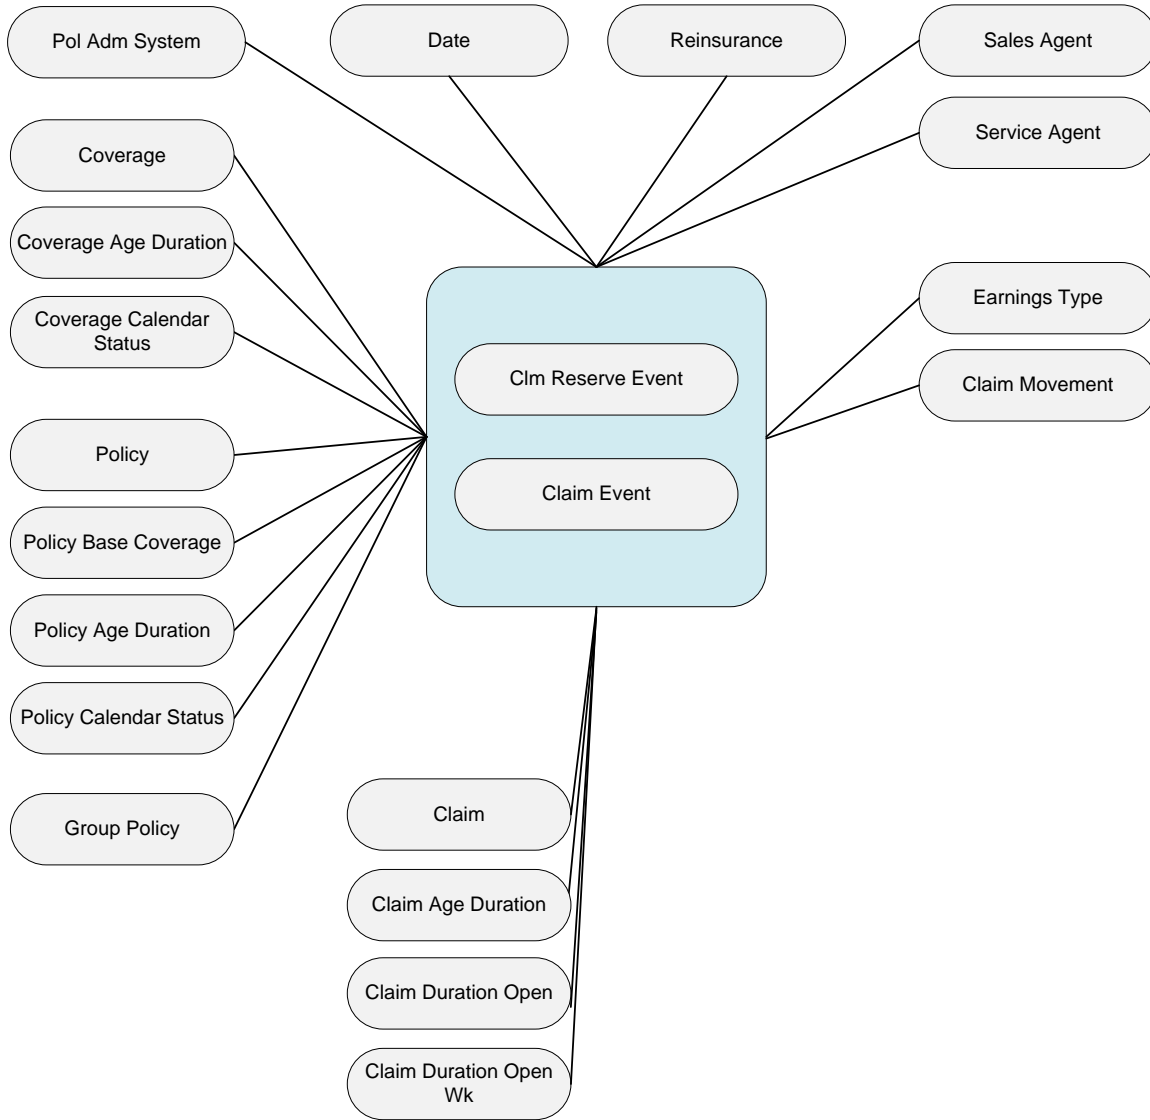 Pol Adm System
Date
Reinsurance
Sales Agent
Service Agent
Coverage
Coverage Age Duration
Coverage Calendar
Status
Policy
Policy Base Coverage
Policy Age Duration
Policy Calendar Status
Group Policy
Clm Reserve Event
Claim Event
Earnings Type
Claim Movement
Claim
Claim Age Duration
Claim Duration Open
Claim Duration Open
Wk